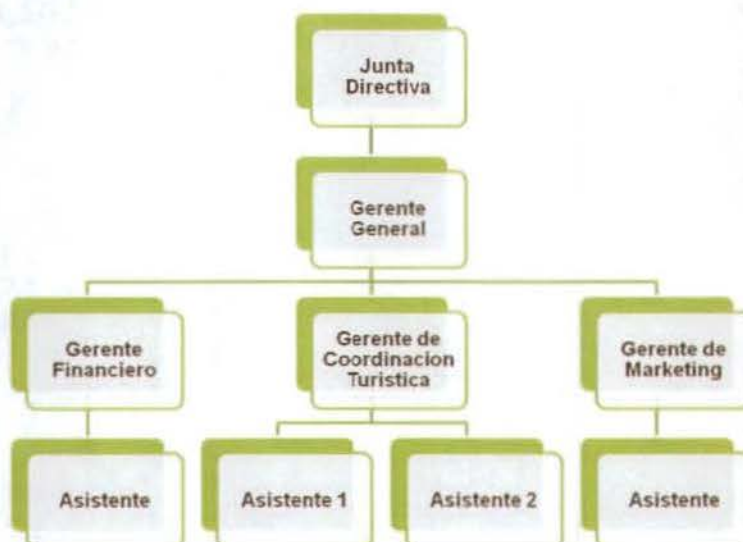 Junta
Directiva
Gerente
General
Gerente
Financiero
Gerente de
Coordinacion
Turistica
Gerente de
Marketing
Asistente
Asistente 1
Asistente 2
Asistente